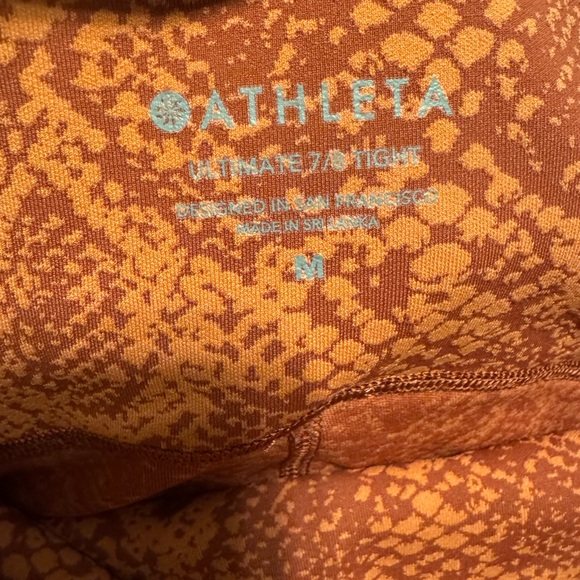 ATHLETA
ULTIMATE 7/8 TIGHT
DESIGNED IN SAN FRANCISCO
MADE IN SRI LANKA
M